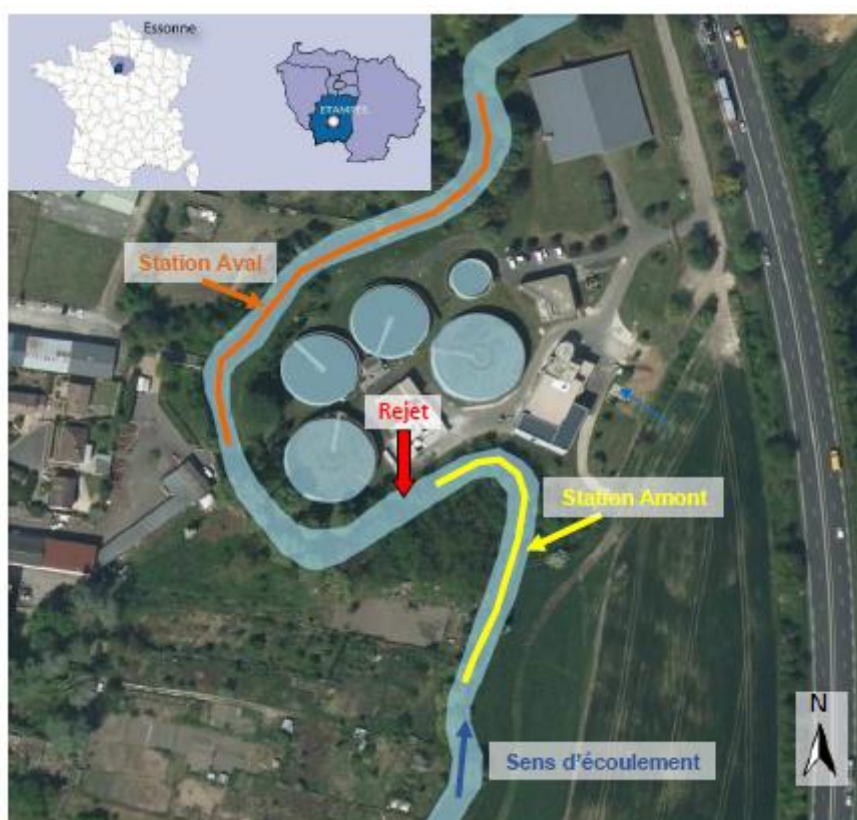 Essonne
ETAMPES
Station Aval
Rejet
Station Amont
N
Sens d'écoulement